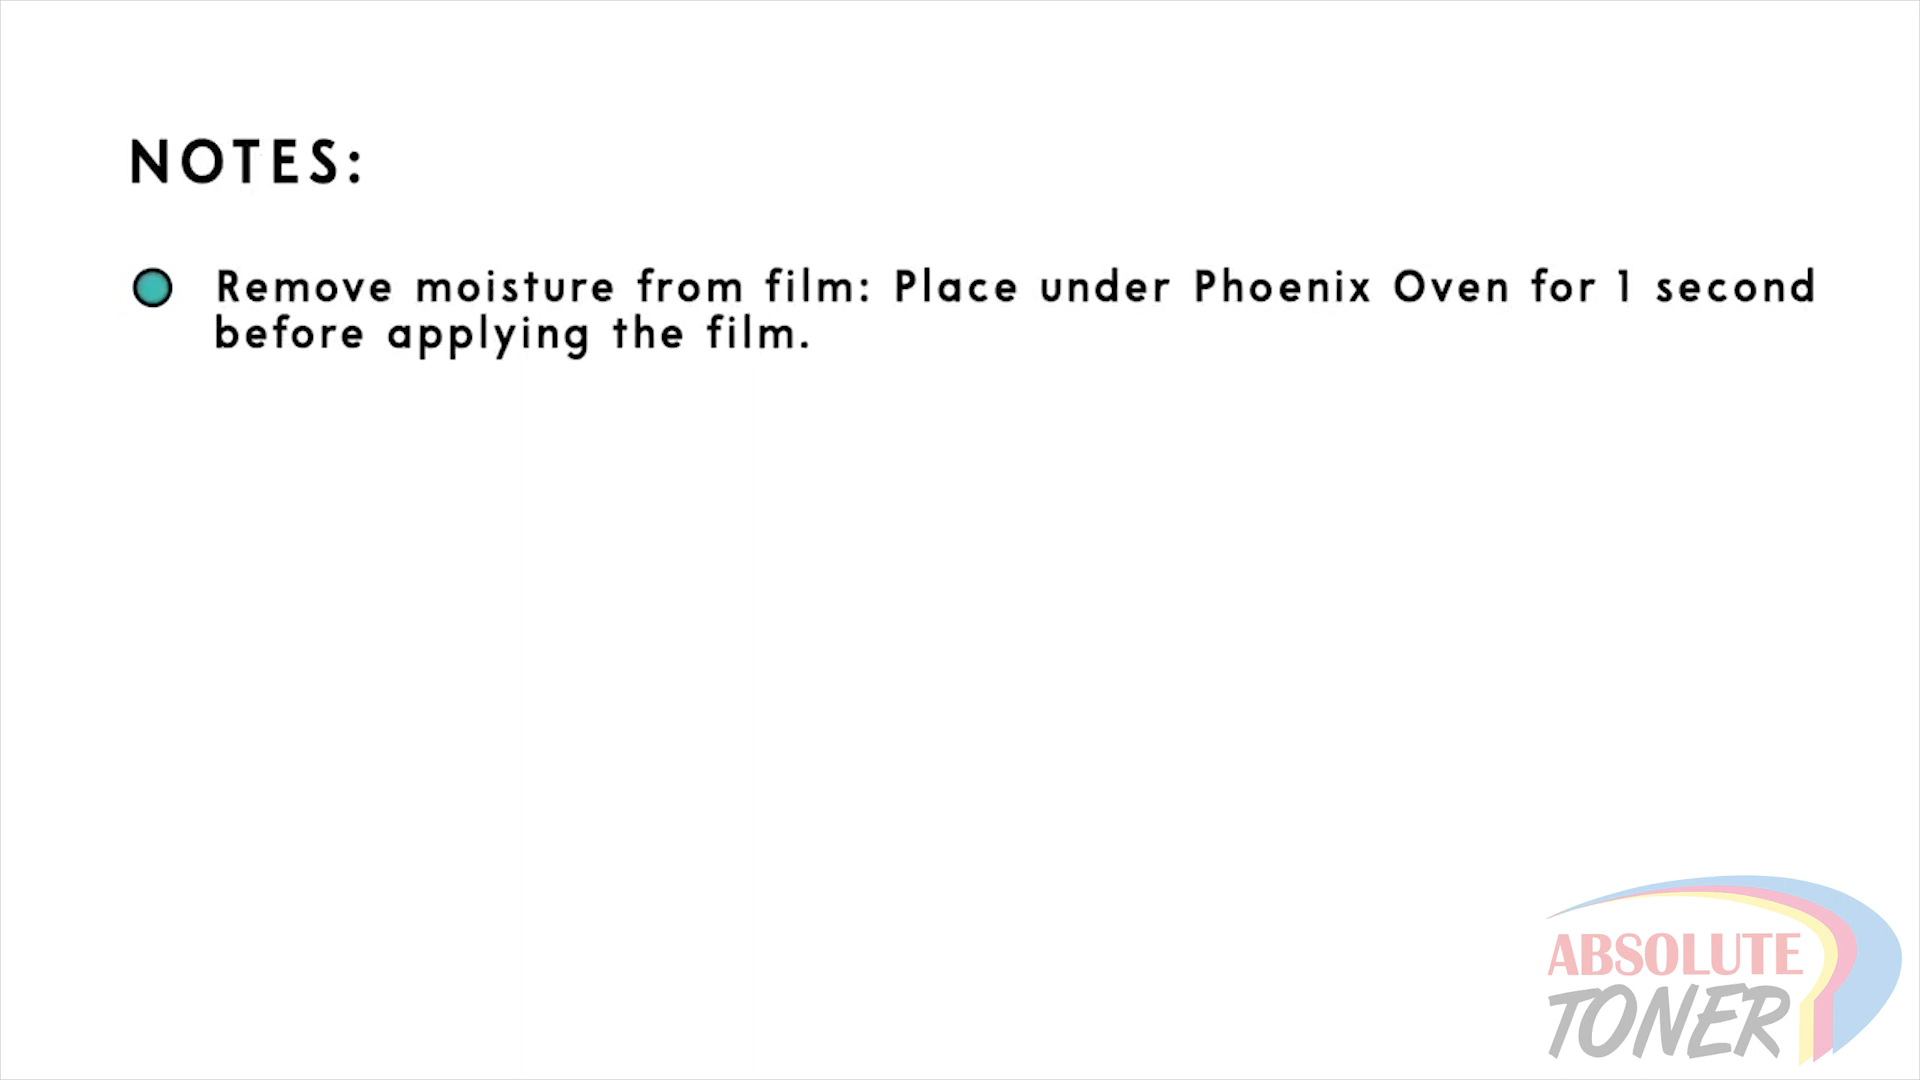 NOTES:
Remove moisture from film: Place under Phoenix Oven for 1 second
before applying the film.
ABSOLUTE
TONER